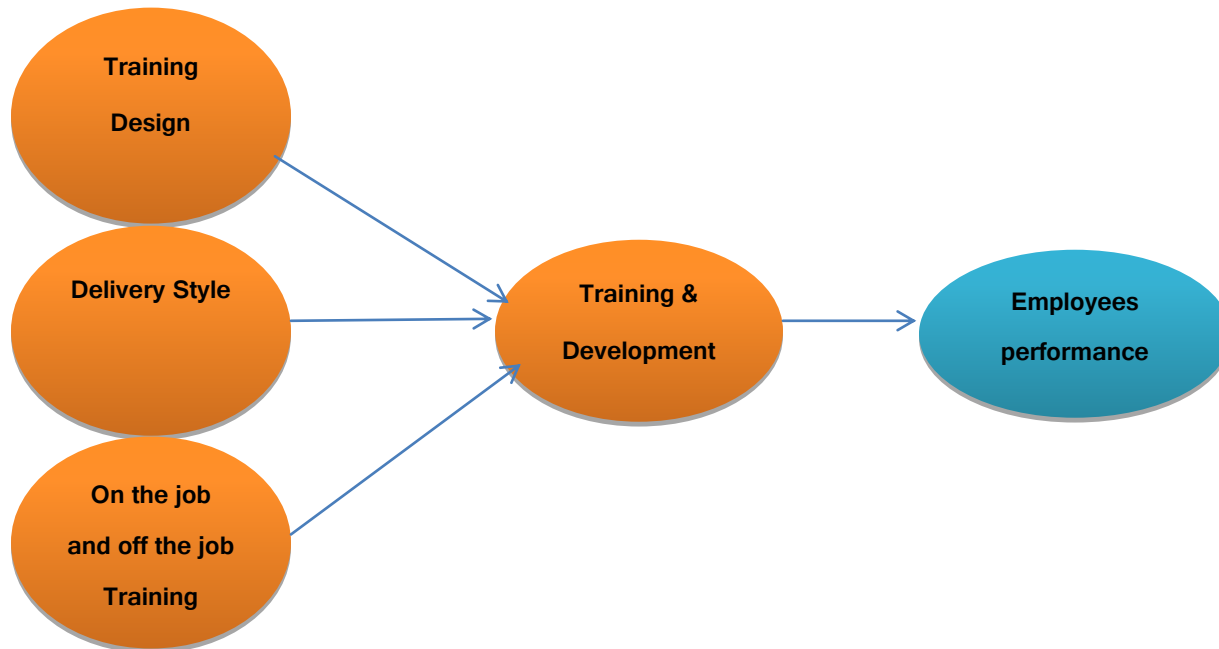 Training
Design
Delivery Style
On the job
and off the job
Training
Training &
Development
Employees
performance